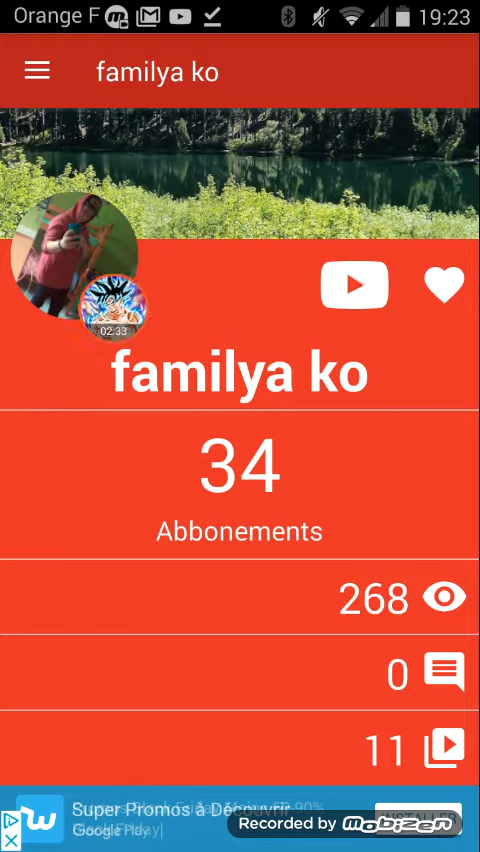 Orange F 19:23
familya ko
02:33
familya ko
34
Abbonements
268
0
11
Super Promos à Découvrir
Google Play
Recorded by mobizen